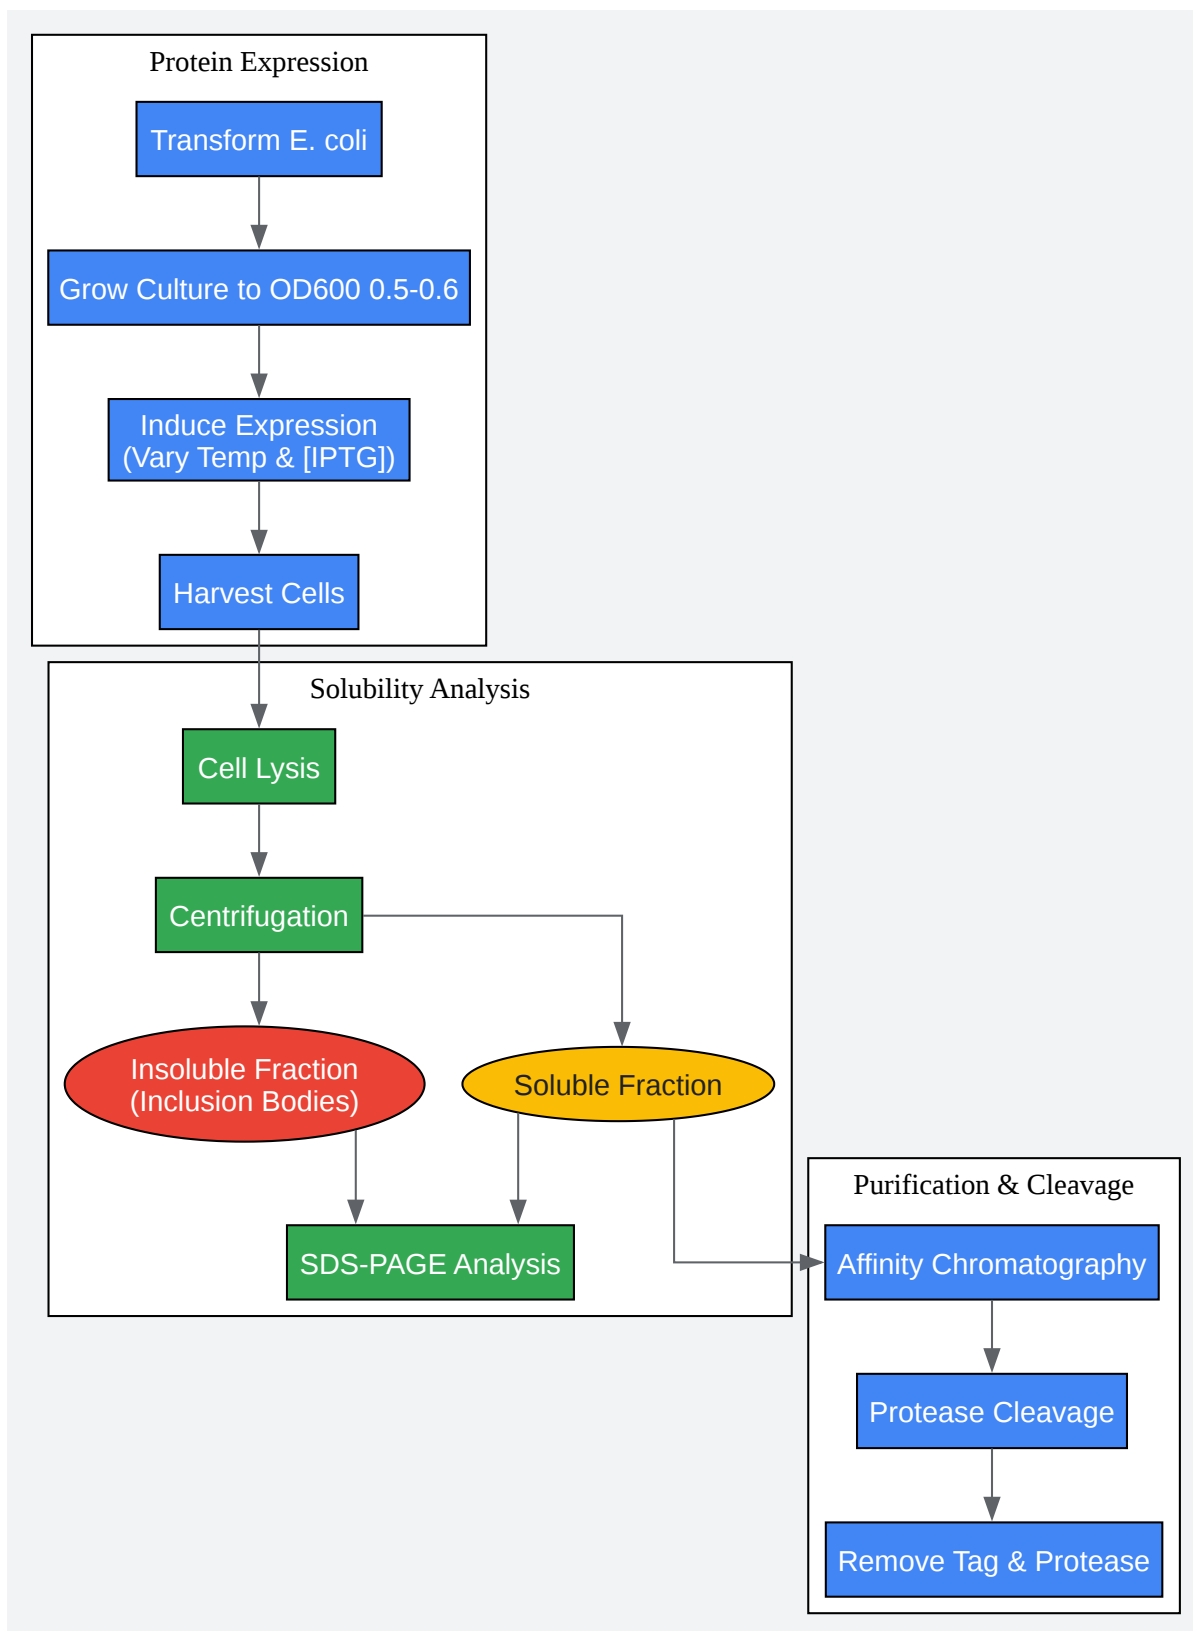 Protein Expression
Transform E. coli
Grow Culture to OD600 0.5-0.6
Induce Expression
(Vary Temp & [IPTG])
Harvest Cells
Solubility Analysis
Cell Lysis
Centrifugation
Insoluble Fraction
(Inclusion Bodies)
Soluble Fraction
SDS-PAGE Analysis
Purification & Cleavage
Affinity Chromatography
Protease Cleavage
Remove Tag & Protease